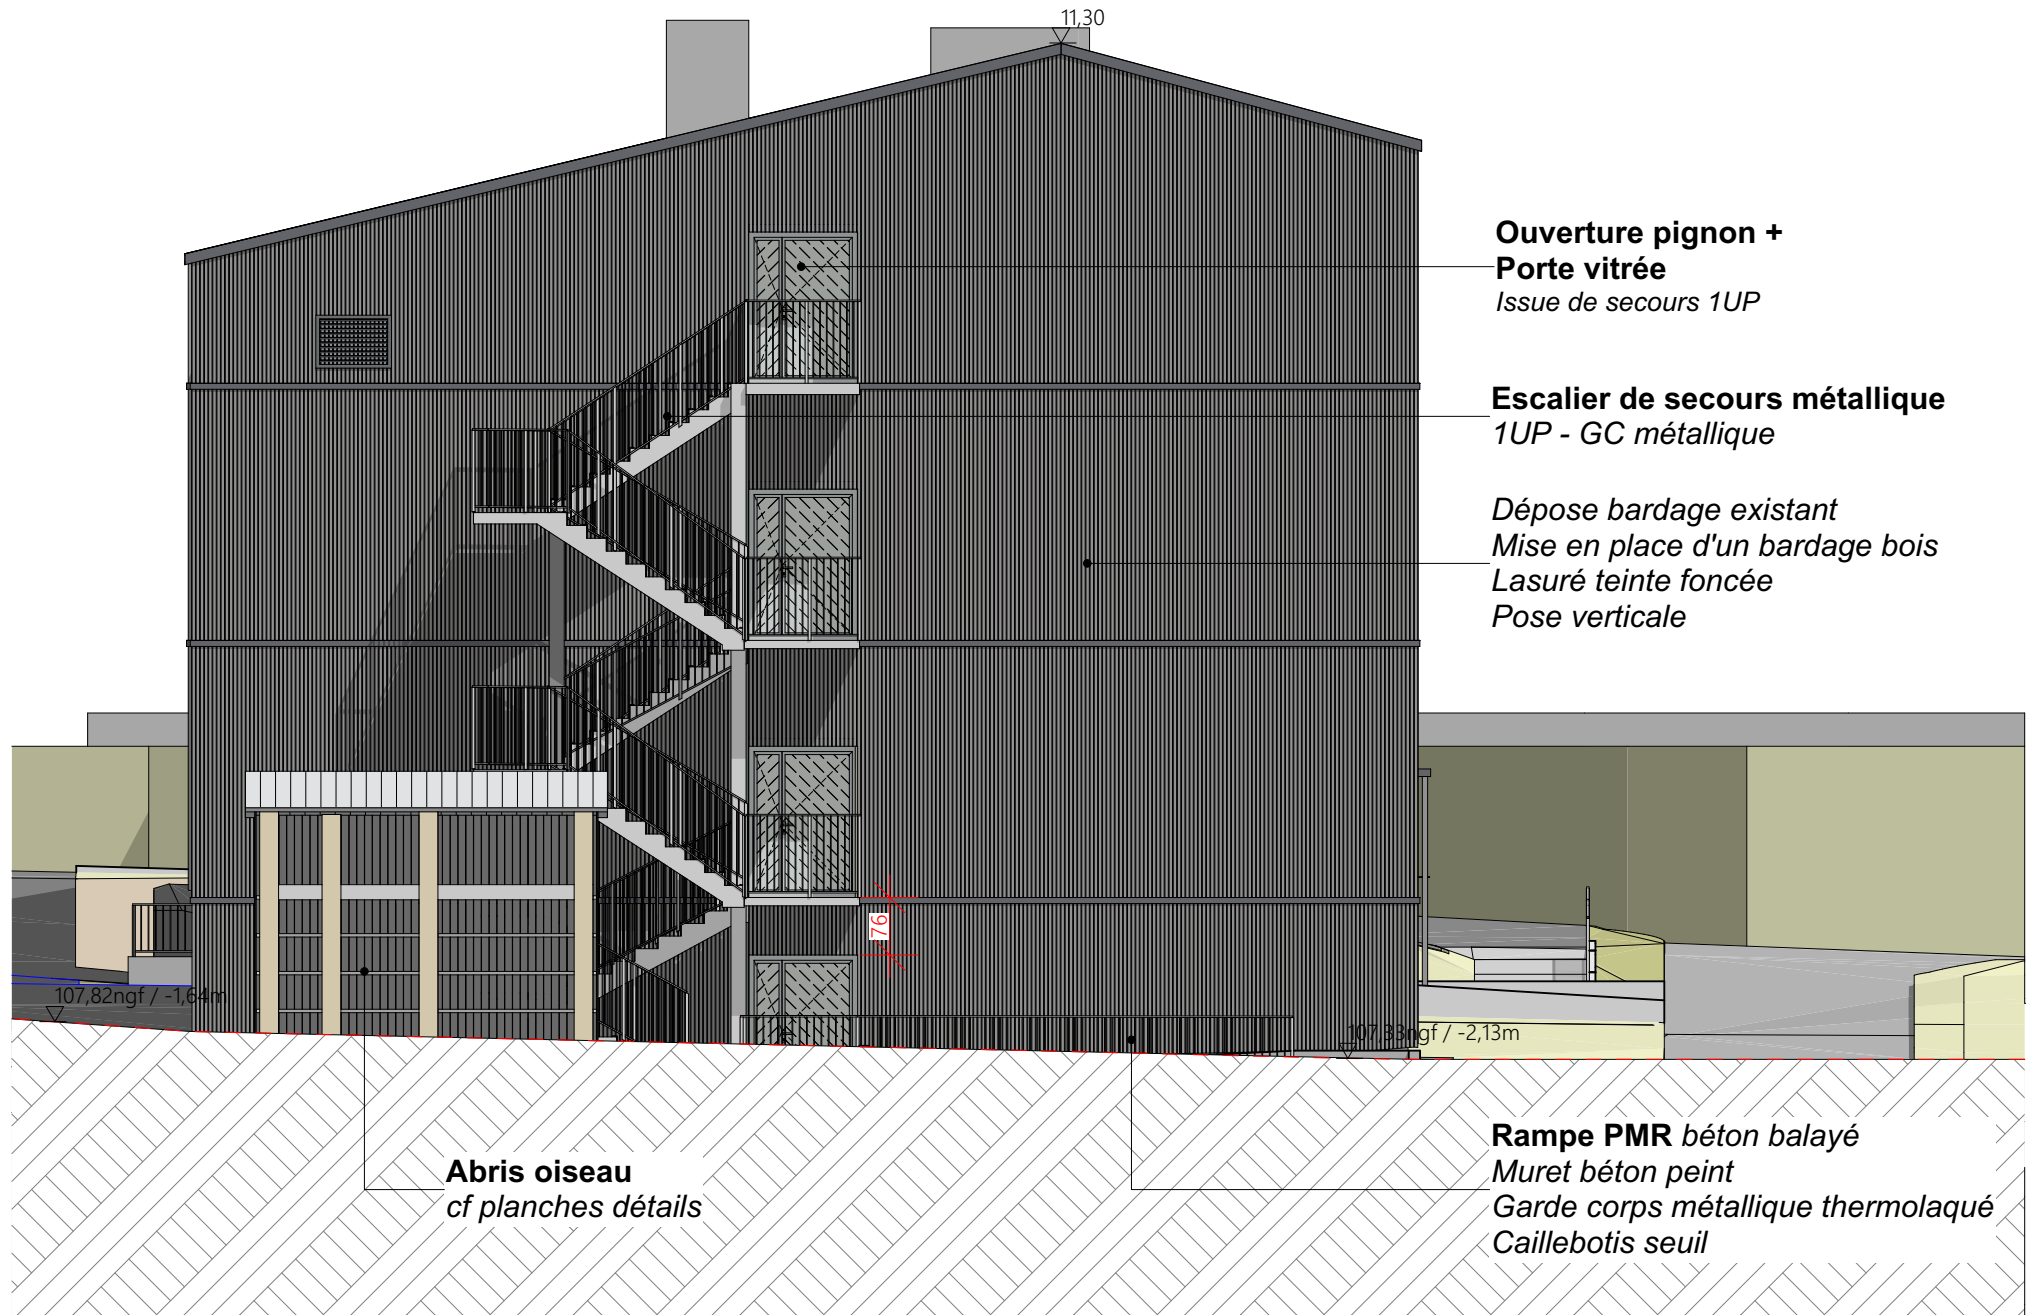 11,30
Ouverture pignon +
Porte vitrée
Issue de secours 1UP
Escalier de secours métallique
1UP - GC métallique
Dépose bardage existant
Mise en place d'un bardage bois
Lasuré teinte foncée
Pose verticale
76
107,82ngf / -1,64m
107,33ngf / -2,13m
Abris oiseau
cf planches détails
Rampe PMR béton balayé
Muret béton peint
Garde corps métallique thermolaqué
Caillebotis seuil